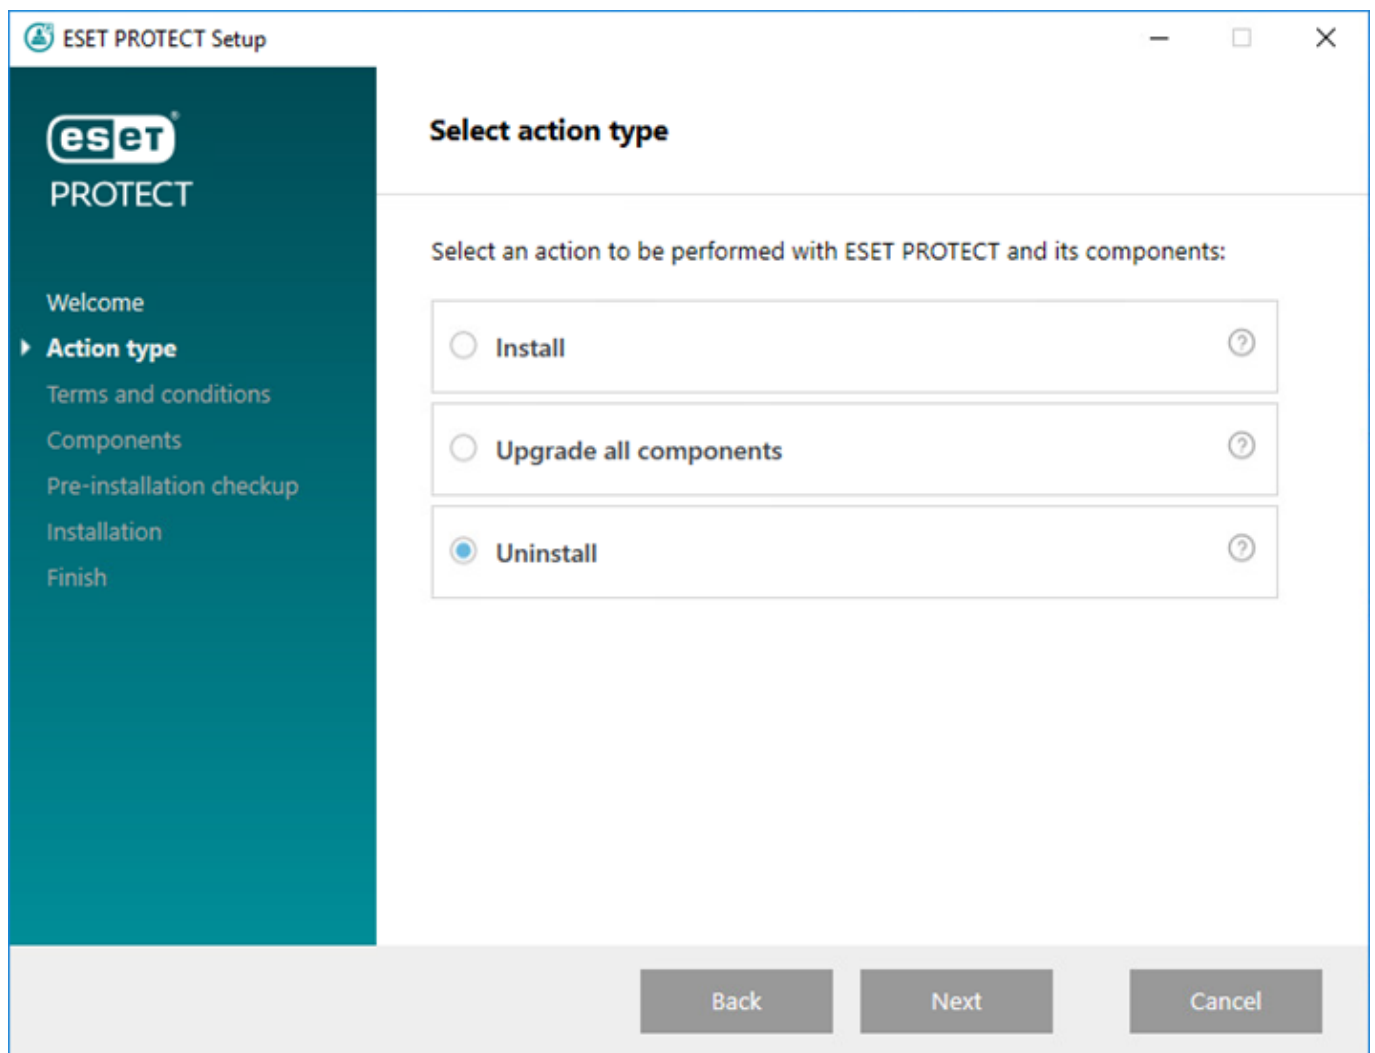 ESET PROTECT Setup
eset®
PROTECT
Welcome
Action type
Terms and conditions
Components
Pre-installation checkup
Installation
Finish
Select action type
Select an action to be performed with ESET PROTECT and its components:
Install ?
Upgrade all components ?
Uninstall ?
Back Next Cancel